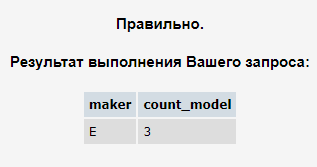 Правильно.
Результат выполнения Вашего запроса:
maker count_model
E 3